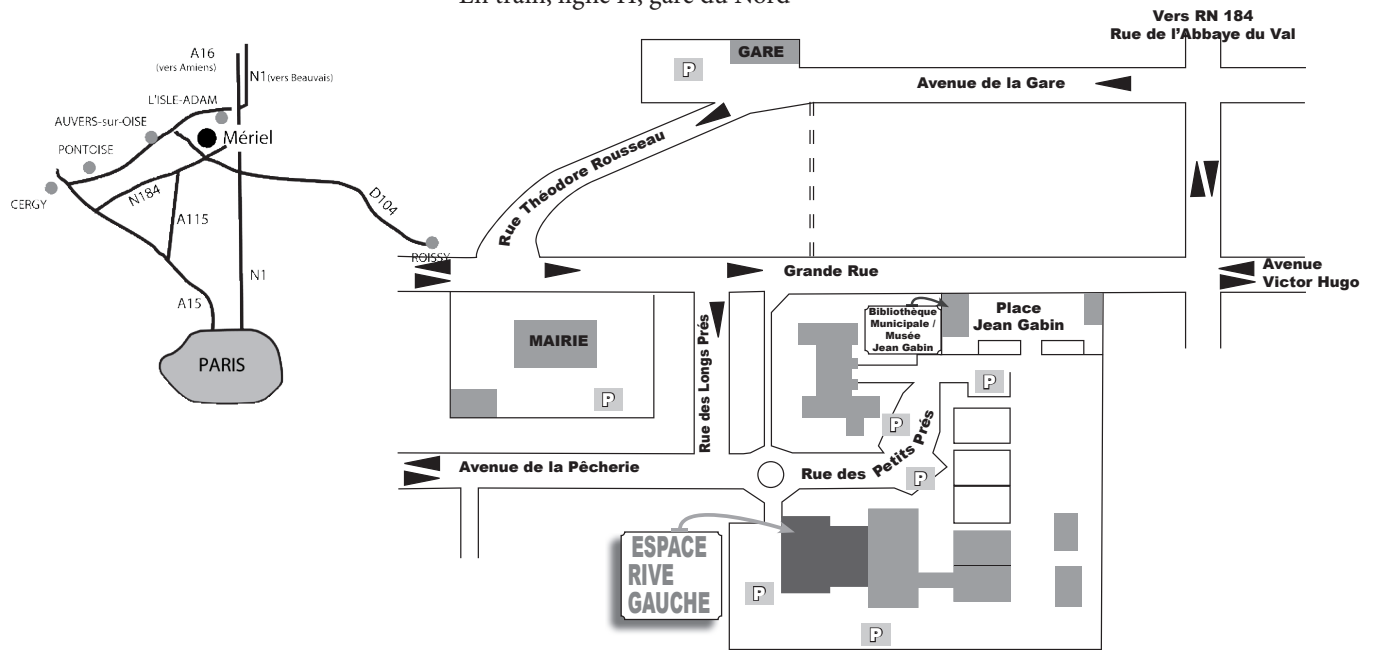 En train, ligne H, gare du Nord
Vers RN 184
Rue de l'Abbaye du Val
A16
(vers Amiens)
N1 (vers Beauvais)
L'ISLE-ADAM
AUVERS-sur-OISE
Mériel
PONTOISE
CERGY
N184
A115
D104
ROISSY
N1
A15
PARIS
GARE
P
Avenue de la Gare
Rue Théodore Rousseau
Grande Rue
Avenue
Victor Hugo
Bibliothèque
Municipale /
Musée
Jean Gabin
Place
Jean Gabin
MAIRIE
P
Rue des Longs Prés
P
P
Avenue de la Pêcherie
Rue des Petits Prés
P
ESPACE
RIVE
GAUCHE
P
P